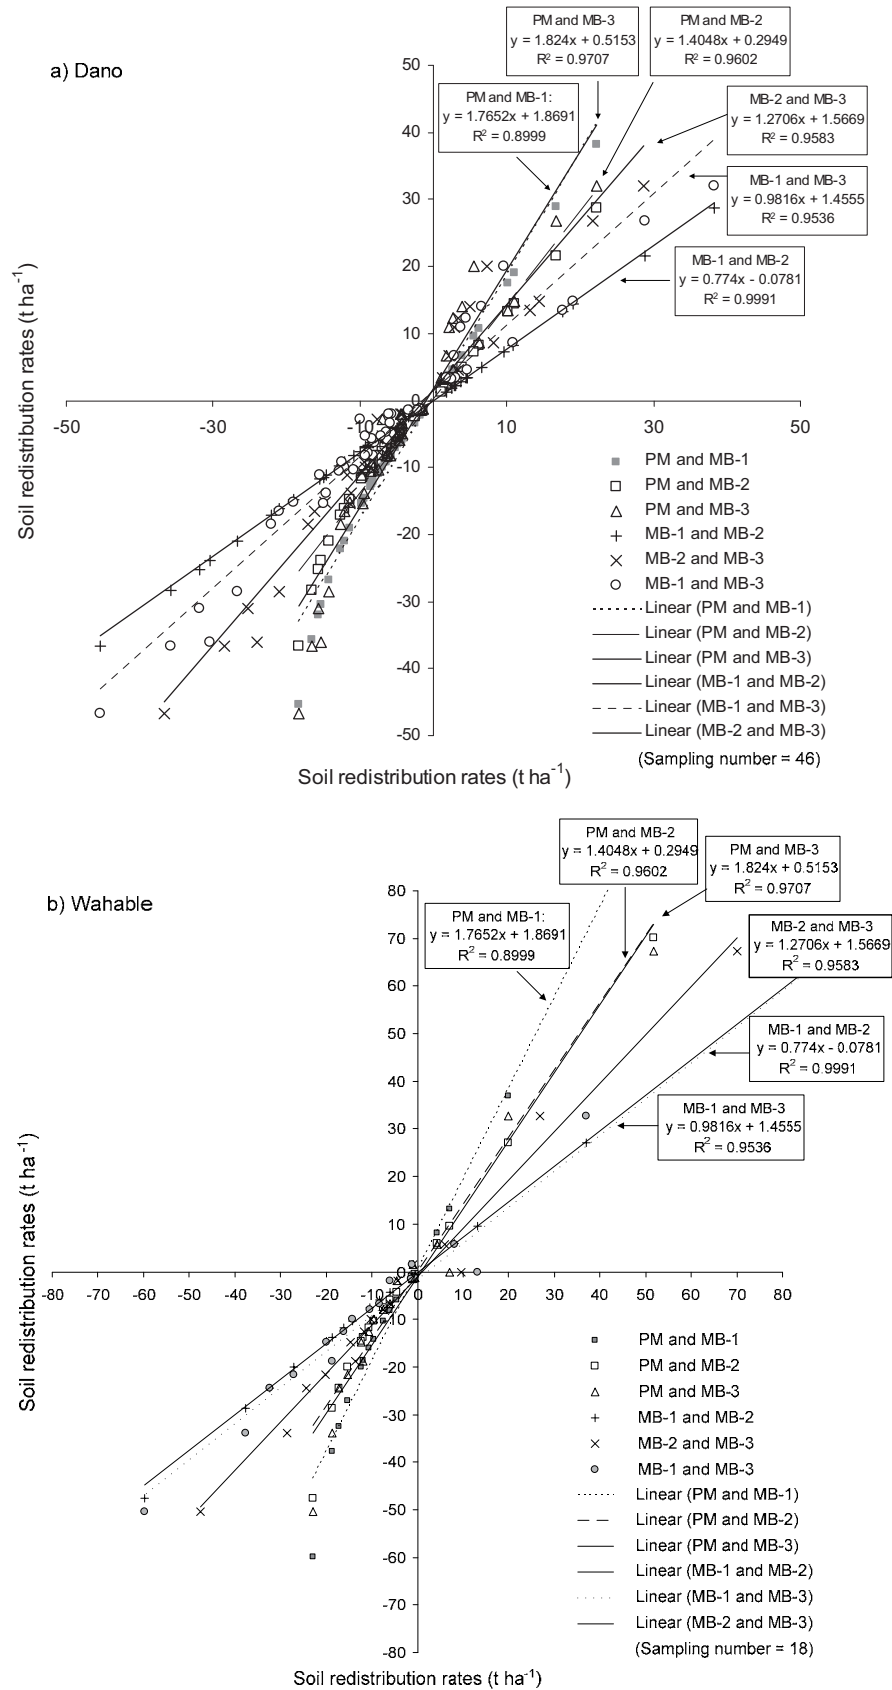 a) Dano
PM and MB-3
y = 1.824x + 0.5153
R² = 0.9707
PM and MB-2
y = 1.4048x + 0.2949
R² = 0.9602
PM and MB-1:
y = 1.7652x + 1.8691
R² = 0.8999
MB-2 and MB-3
y = 1.2706x + 1.5669
R² = 0.9583
MB-1 and MB-3
y = 0.9816x + 1.4555
R² = 0.9536
MB-1 and MB-2
y = 0.774x - 0.0781
R² = 0.9991
50
40
30
20
10
0
-10
-20
-30
-40
-50
-50
-30
-10
10
30
50
Soil redistribution rates (t ha⁻¹)
PM and MB-1
PM and MB-2
PM and MB-3
MB-1 and MB-2
MB-2 and MB-3
MB-1 and MB-3
Linear (PM and MB-1)
Linear (PM and MB-2)
Linear (PM and MB-3)
Linear (MB-1 and MB-2)
Linear (MB-1 and MB-3)
Linear (MB-2 and MB-3)
(Sampling number = 46)
Soil redistribution rates (t ha⁻¹)
b) Wahable
PM and MB-2
y = 1.4048x + 0.2949
R² = 0.9602
PM and MB-3
y = 1.824x + 0.5153
R² = 0.9707
PM and MB-1:
y = 1.7652x + 1.8691
R² = 0.8999
MB-2 and MB-3
y = 1.2706x + 1.5669
R² = 0.9583
MB-1 and MB-2
y = 0.774x - 0.0781
R² = 0.9991
MB-1 and MB-3
y = 0.9816x + 1.4555
R² = 0.9536
80
70
60
50
40
30
20
10
0
-10
-20
-30
-40
-50
-60
-70
-80
-80 -70 -60 -50 -40 -30 -20 -10 0 10 20 30 40 50 60 70 80
Soil redistribution rates (t ha⁻¹)
PM and MB-1
PM and MB-2
PM and MB-3
MB-1 and MB-2
MB-2 and MB-3
MB-1 and MB-3
Linear (PM and MB-1)
Linear (PM and MB-2)
Linear (PM and MB-3)
Linear (MB-1 and MB-2)
Linear (MB-1 and MB-3)
Linear (MB-2 and MB-3)
(Sampling number = 18)
Soil redistribution rates (t ha⁻¹)